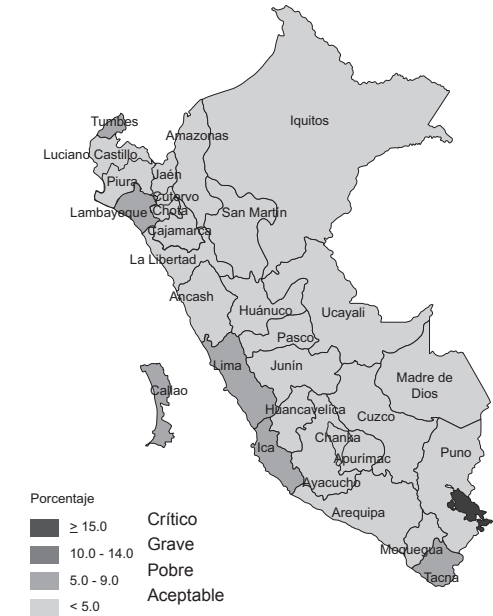 Iquitos
Tumbes
Amazonas
Luciano Castillo
Jaén
Piura
Cutervo
Lambayeque
Chota
San Martín
Cajamarca
La Libertad
Ancash
Huánuco
Ucayali
Pasco
Lima
Junín
Madre de
Dios
Callao
Huancavelica
Cuzco
Chanka
Ica
Apurímac
Puno
Ayacucho
Arequipa
Moquegua
Tacna
Porcentaje
≥ 15.0 Crítico
10.0 - 14.0 Grave
5.0 - 9.0 Pobre
< 5.0 Aceptable